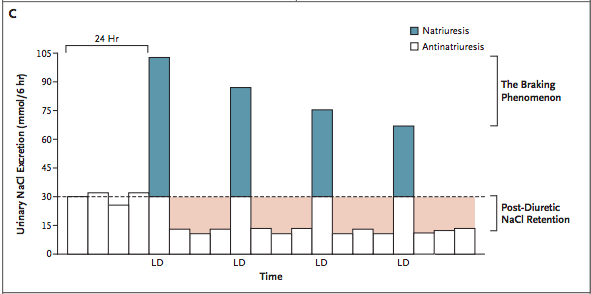 C
Natriuresis
Antinatriuresis
24 Hr
105
90
75
60
45
30
15
0
Urinary NaCl Excretion (mmol/6 hr)
The Braking
Phenomenon
Post-Diuretic
NaCl Retention
LD LD LD LD
Time